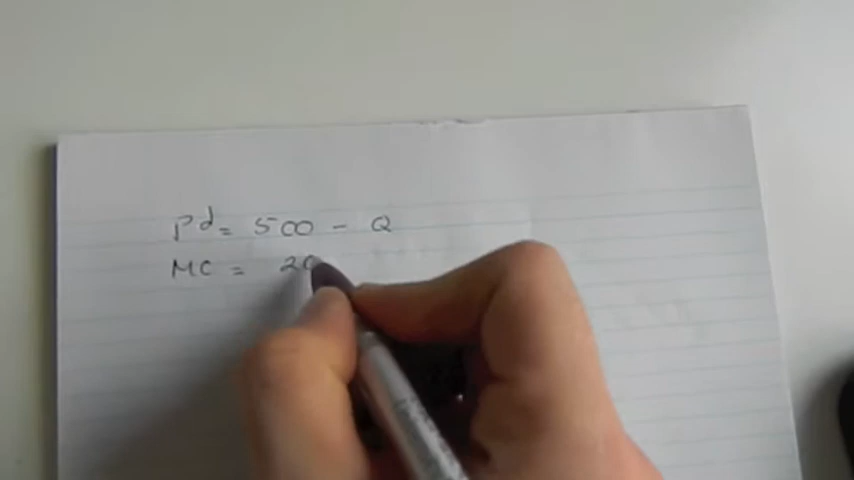 Pd = 500 - Q
MC = 20